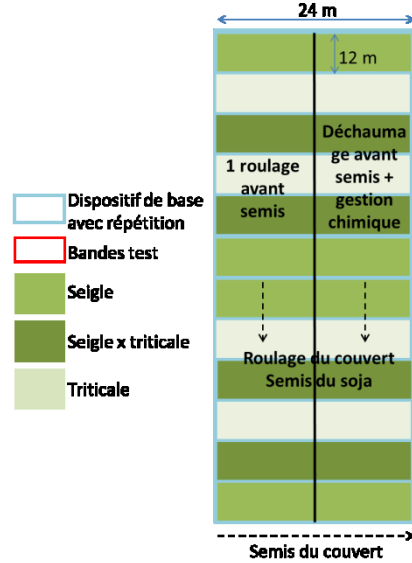 24 m
12 m
1 roulage
avant
semis
Déchauma
ge avant
semis +
gestion
chimique
Dispositif de base
avec répétition
Bandes test
Seigle
Seigle x triticale
Triticale
Roulage du couvert
Semis du soja
Semis du couvert